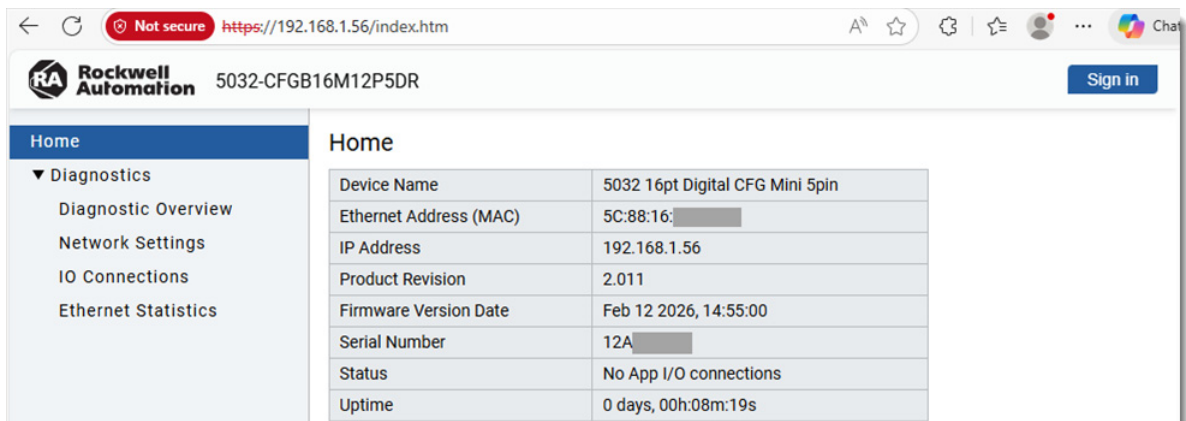 Not secure https://192.168.1.56/index.htm
Chat
RA Rockwell Automation 5032-CFGB16M12P5DR Sign in
Home
▼ Diagnostics
Diagnostic Overview
Network Settings
IO Connections
Ethernet Statistics
Home
Device Name 5032 16pt Digital CFG Mini 5pin
Ethernet Address (MAC) 5C:88:16:
IP Address 192.168.1.56
Product Revision 2.011
Firmware Version Date Feb 12 2026, 14:55:00
Serial Number 12A
Status No App I/O connections
Uptime 0 days, 00h:08m:19s